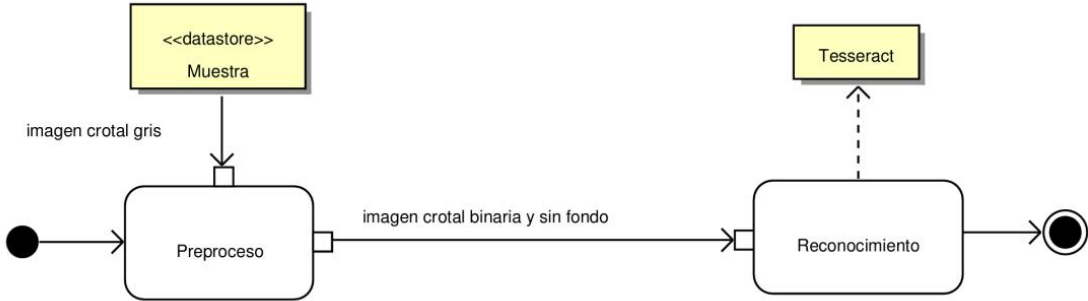 <<datastore>>
Muestra
Tesseract
imagen crotal gris
imagen crotal binaria y sin fondo
Preproceso
Reconocimiento